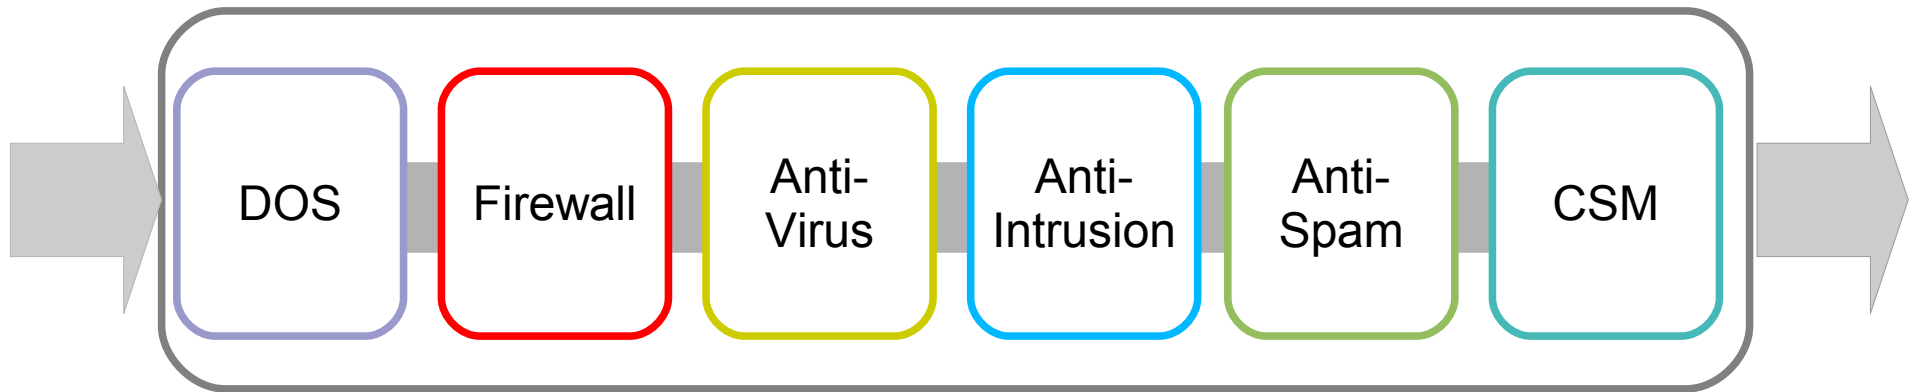 DOS
Firewall
Anti-
Virus
Anti-
Intrusion
Anti-
Spam
CSM